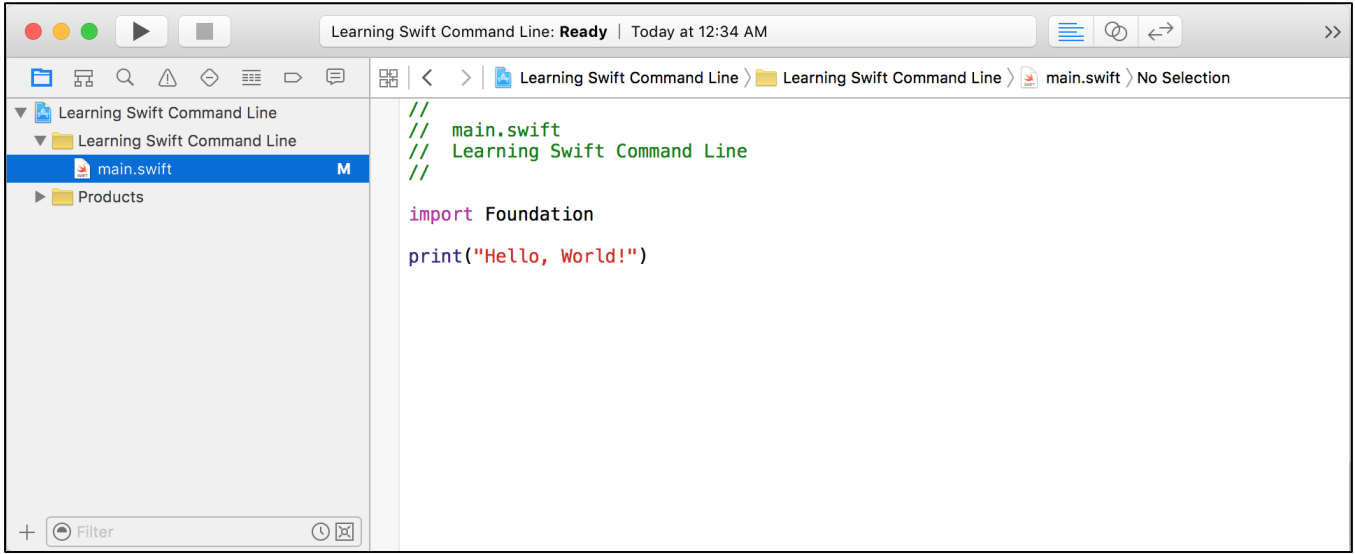 Learning Swift Command Line: Ready | Today at 12:34 AM
Learning Swift Command Line 〉 Learning Swift Command Line 〉 main.swift 〉 No Selection
Learning Swift Command Line
Learning Swift Command Line
main.swift M
Products
Filter
//
//  main.swift
//  Learning Swift Command Line
//
import Foundation
print("Hello, World!")